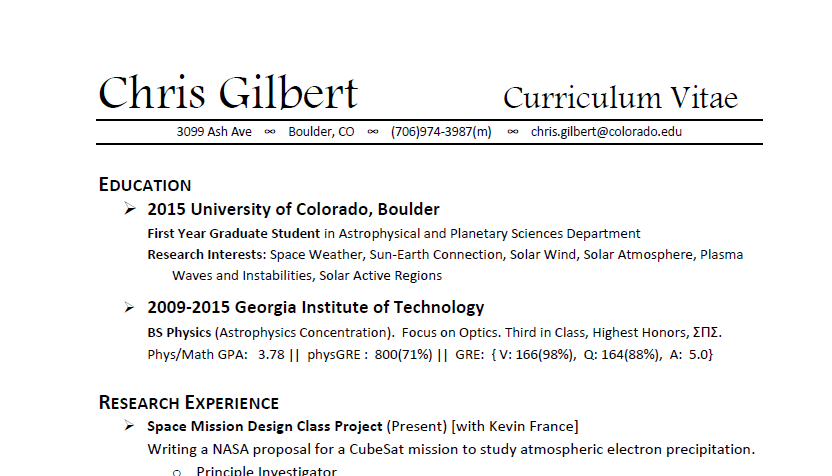 Chris Gilbert Curriculum Vitae
3099 Ash Ave ∞ Boulder, CO ∞ (706)974-3987(m) ∞ chris.gilbert@colorado.edu
EDUCATION
➢ 2015 University of Colorado, Boulder
First Year Graduate Student in Astrophysical and Planetary Sciences Department
Research Interests: Space Weather, Sun-Earth Connection, Solar Wind, Solar Atmosphere, Plasma
Waves and Instabilities, Solar Active Regions
➢ 2009-2015 Georgia Institute of Technology
BS Physics (Astrophysics Concentration). Focus on Optics. Third in Class, Highest Honors, ΣΠΣ.
Phys/Math GPA: 3.78 || physGRE : 800(71%) || GRE: { V: 166(98%), Q: 164(88%), A: 5.0}
RESEARCH EXPERIENCE
➢ Space Mission Design Class Project (Present) [with Kevin France]
Writing a NASA proposal for a CubeSat mission to study atmospheric electron precipitation.
o Principle Investigator